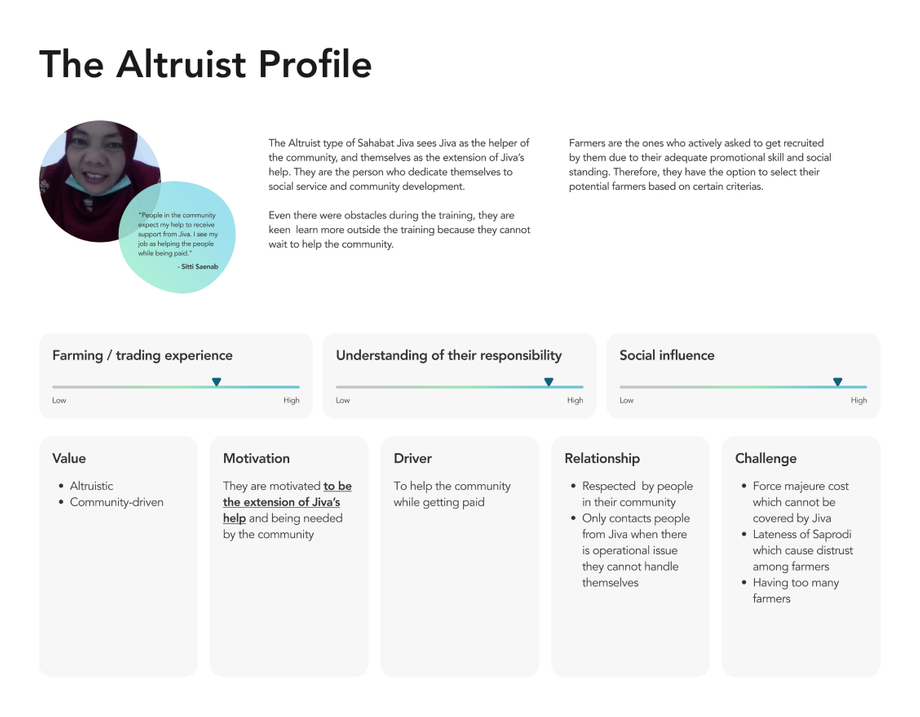 The Altruist Profile
"People in the community
expect my help to receive
support from Jiva. I see my
job as helping the people
while being paid."
- Sitti Saenab
The Altruist type of Sahabat Jiva sees Jiva as the helper of
the community, and themselves as the extension of Jiva's
help. They are the person who dedicate themselves to
social service and community development.
Even there were obstacles during the training, they are
keen  learn more outside the training because they cannot
wait to help the community.
Farmers are the ones who actively asked to get recruited
by them due to their adequate promotional skill and social
standing. Therefore, they have the option to select their
potential farmers based on certain criterias.
Farming / trading experience
Low
High
Understanding of their responsibility
Low
High
Social influence
Low
High
Value
• Altruistic
• Community-driven
Motivation
They are motivated to be
the extension of Jiva's
help and being needed
by the community
Driver
To help the community
while getting paid
Relationship
• Respected  by people
in their community
• Only contacts people
from Jiva when there
is operational issue
they cannot handle
themselves
Challenge
• Force majeure cost
which cannot be
covered by Jiva
• Lateness of Saprodi
which cause distrust
among farmers
• Having too many
farmers